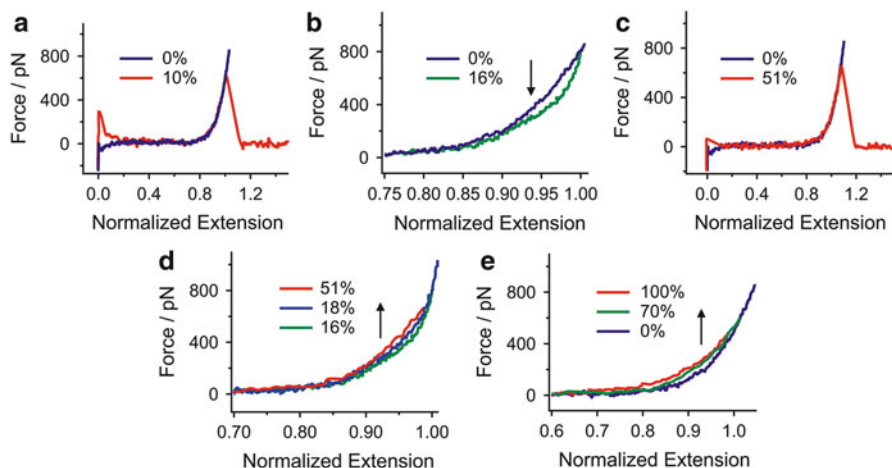 a
800
400
0
Force / pN
0%
10%
0.0 0.4 0.8 1.2
Normalized Extension
b
800
400
0
Force / pN
0%
16%
0.75 0.80 0.85 0.90 0.95 1.00
Normalized Extension
c
800
400
0
Force / pN
0%
51%
0.0 0.4 0.8 1.2
Normalized Extension
d
800
400
0
Force / pN
51%
18%
16%
0.70 0.80 0.90 1.00
Normalized Extension
e
800
400
0
Force / pN
100%
70%
0%
0.6 0.7 0.8 0.9 1.0
Normalized Extension